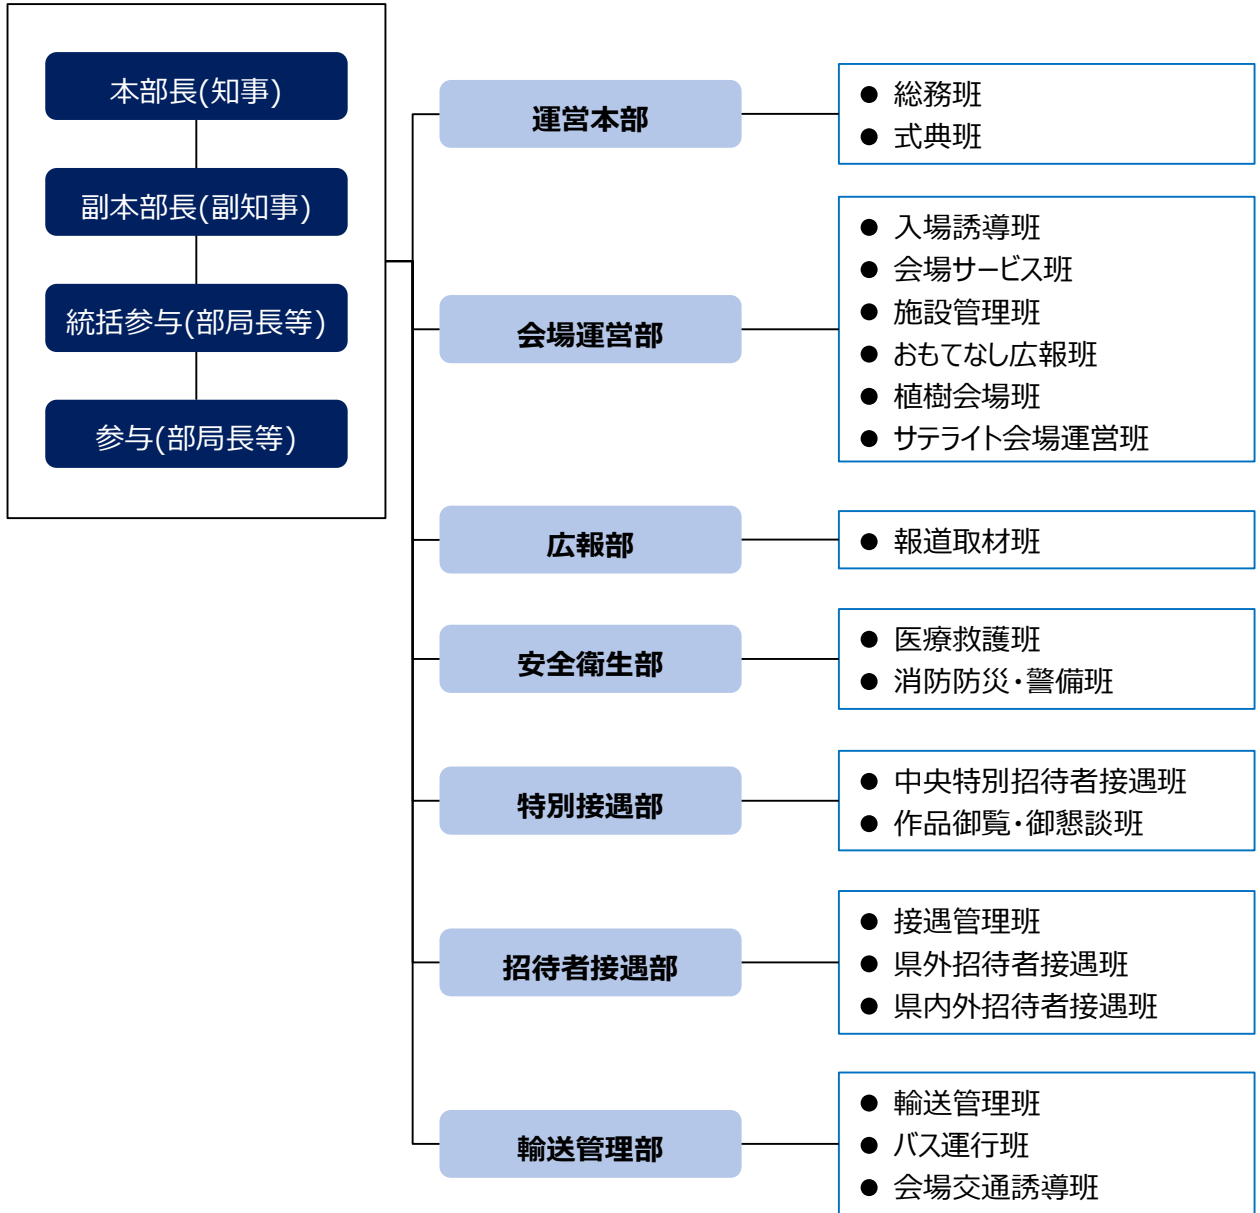 本部長(知事)
副本部長(副知事)
統括参与(部局長等)
参与(部局長等)
運営本部
● 総務班
● 式典班
会場運営部
● 入場誘導班
● 会場サービス班
● 施設管理班
● おもてなし広報班
● 植樹会場班
● サテライト会場運営班
広報部
● 報道取材班
安全衛生部
● 医療救護班
● 消防防災・警備班
特別接遇部
● 中央特別招待者接遇班
● 作品御覧・御懇談班
招待者接遇部
● 接遇管理班
● 県外招待者接遇班
● 県内外招待者接遇班
輸送管理部
● 輸送管理班
● バス運行班
● 会場交通誘導班